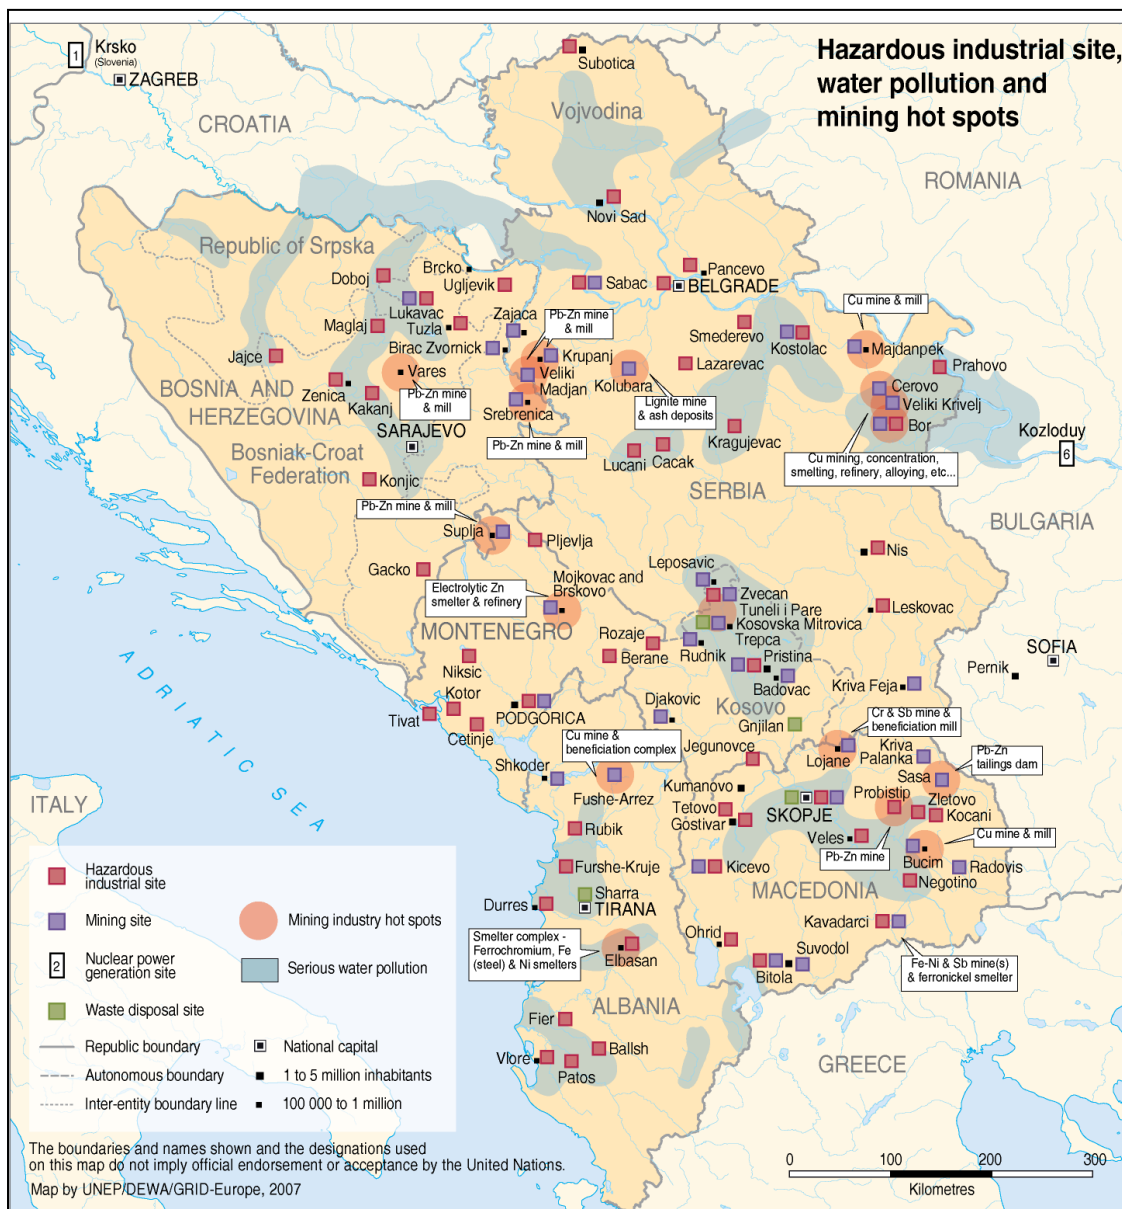 Hazardous industrial site,
water pollution and
mining hot spots
1
Krsko
(Slovenia)
ZAGREB
CROATIA
Subotica
Vojvodina
ROMANIA
Novi Sad
Republic of Srpska
Doboj
Brcko
Ugljevik
Sabac
Pancevo
BELGRADE
Cu mine & mill
Lukavac
Tuzla
Maglaj
Zajaca
Pb-Zn mine
& mill
Smederevo
Kostolac
Majdanpek
Birac Zvornick
Krupanj
Jajce
Vares
Veliki
Madjan
Kolubara
Lazarevac
Prahovo
BOSNIA AND
HERZEGOVINA
Zenica
Kakanj
Pb-Zn mine
& mill
Srebrenica
Lignite mine
& ash deposits
Cerovo
Veliki Krivelj
Bor
SARAJEVO
Pb-Zn mine & mill
Kragujevac
Kozloduy
6
Bosniak-Croat
Federation
Lucani
Cacak
Cu mining, concentration,
smelting, refinery, alloying, etc...
Konjic
SERBIA
Pb-Zn mine & mill
BULGARIA
Suplja
Pljevlja
Nis
Gacko
Leposavic
Electrolytic Zn
smelter & refinery
Mojkovac and
Brskovo
Zvecan
Tuneli i Pare
Leskovac
MONTENEGRO
Kosovska Mitrovica
Trepca
Rozaje
Berane
Rudnik
Pristina
SOFIA
Pernik
Niksic
Badovac
Kriva Feja
Kotor
Tivat
Cetinje
PODGORICA
Djakovic
Kosovo
Gnjilan
ADRIATIC SEA
Cu mine &
beneficiation complex
Cr & Sb mine &
beneficiation mill
Jegunovce
Lojane
Kriva
Palanka
Pb-Zn
tailings dam
Shkoder
Fushe-Arrez
Kumanovo
Sasa
Probistip
Zletovo
ITALY
Tetovo
Gostivar
SKOPJE
Kocani
Rubik
Veles
Pb-Zn mine
Cu mine & mill
Bucim
Radovis
Furshe-Kruje
Kicevo
MACEDONIA
Negotino
Sharra
Durres
TIRANA
Kavadarci
Smelter complex -
Ferrochromium, Fe
(steel) & Ni smelters
Elbasan
Ohrid
Suvodol
Bitola
Fe-Ni & Sb mine(s)
& ferronickel smelter
ALBANIA
Fier
Ballsh
Vlore
Patos
GREECE
Hazardous
industrial site
Mining site
Mining industry hot spots
2
Nuclear power
generation site
Serious water pollution
Waste disposal site
Republic boundary
National capital
Autonomous boundary
1 to 5 million inhabitants
Inter-entity boundary line
100 000 to 1 million
The boundaries and names shown and the designations used
on this map do not imply official endorsement or acceptance by the United Nations.
Map by UNEP/DEWA/GRID-Europe, 2007
0 100 200 300
Kilometres